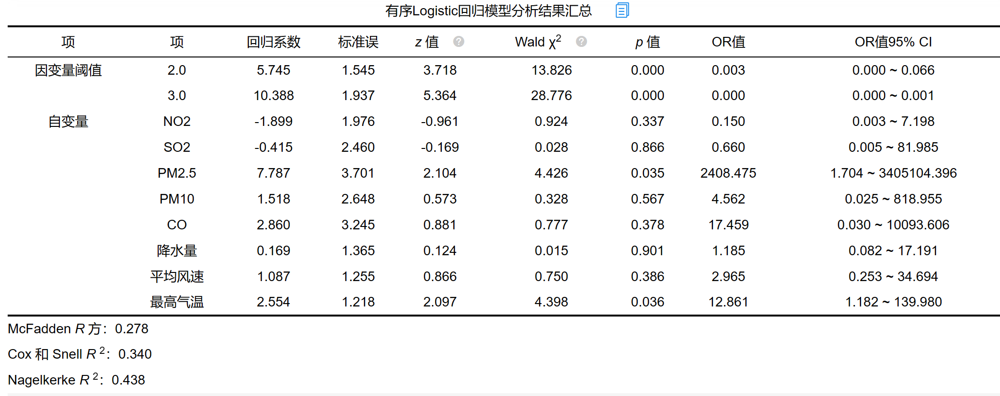 有序Logistic回归模型分析结果汇总
项 项 回归系数 标准误 z 值 ? Wald χ² ? p 值 OR值 OR值95% CI
因变量阈值 2.0 5.745 1.545 3.718 13.826 0.000 0.003 0.000 ~ 0.066
3.0 10.388 1.937 5.364 28.776 0.000 0.000 0.000 ~ 0.001
自变量 NO2 -1.899 1.976 -0.961 0.924 0.337 0.150 0.003 ~ 7.198
SO2 -0.415 2.460 -0.169 0.028 0.866 0.660 0.005 ~ 81.985
PM2.5 7.787 3.701 2.104 4.426 0.035 2408.475 1.704 ~ 3405104.396
PM10 1.518 2.648 0.573 0.328 0.567 4.562 0.025 ~ 818.955
CO 2.860 3.245 0.881 0.777 0.378 17.459 0.030 ~ 10093.606
降水量 0.169 1.365 0.124 0.015 0.901 1.185 0.082 ~ 17.191
平均风速 1.087 1.255 0.866 0.750 0.386 2.965 0.253 ~ 34.694
最高气温 2.554 1.218 2.097 4.398 0.036 12.861 1.182 ~ 139.980
McFadden R 方：0.278
Cox 和 Snell R ²：0.340
Nagelkerke R ²：0.438